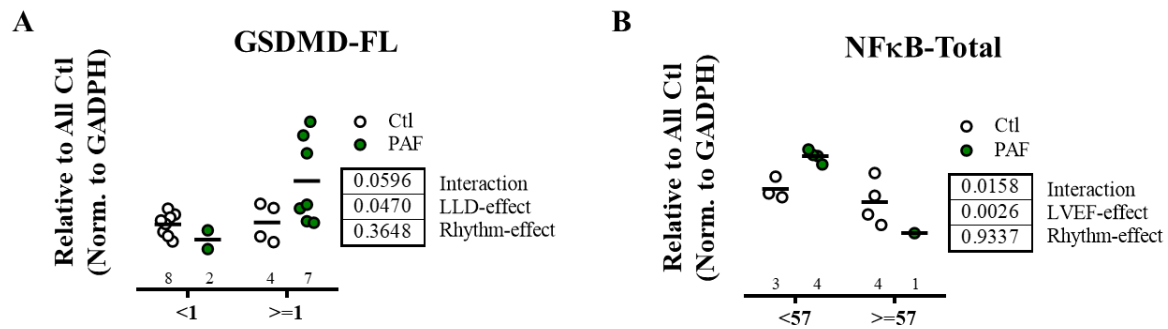 A
GSDMD-FL
Relative to All Ctl
(Norm. to GADPH)
Ctl
PAF
0.0596 Interaction
0.0470 LLD-effect
0.3648 Rhythm-effect
8 2 4 7
<1 >=1
B
NFκB-Total
Relative to All Ctl
(Norm. to GADPH)
Ctl
PAF
0.0158 Interaction
0.0026 LVEF-effect
0.9337 Rhythm-effect
3 4 4 1
<57 >=57